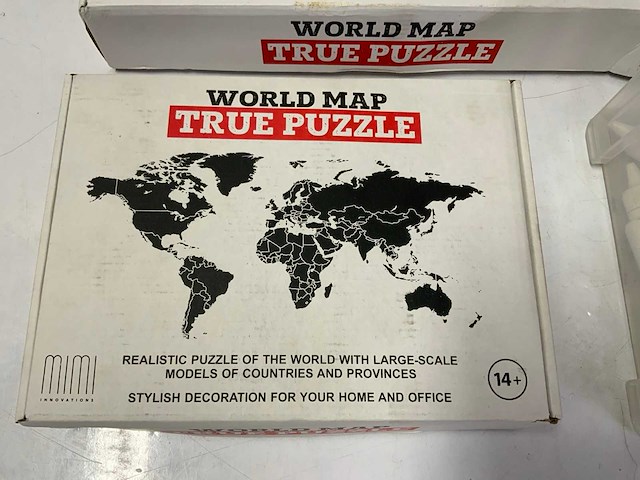 WORLD MAP
TRUE PUZZLE
WORLD MAP
TRUE PUZZLE
MIMI
INNOVATIONS
REALISTIC PUZZLE OF THE WORLD WITH LARGE-SCALE
MODELS OF COUNTRIES AND PROVINCES
STYLISH DECORATION FOR YOUR HOME AND OFFICE
14+
WORLD MAP